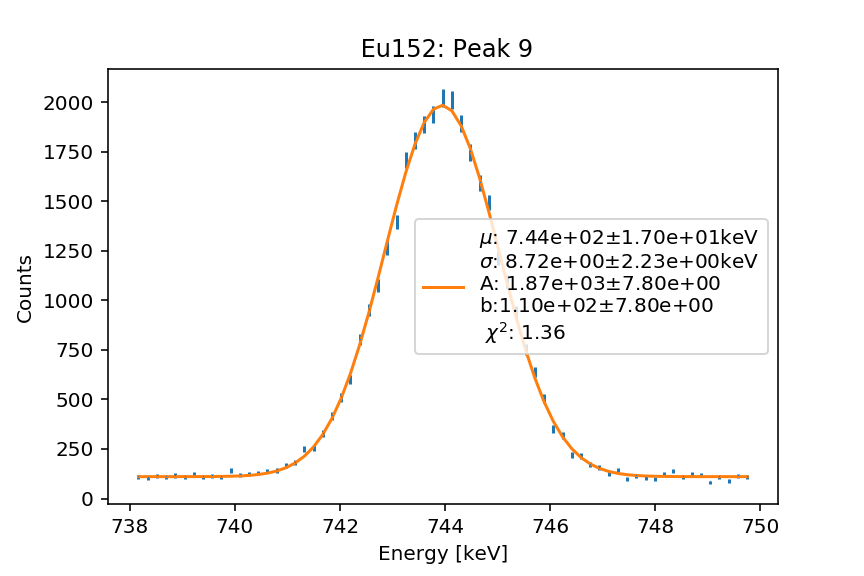 Eu152: Peak 9
Counts
2000
1750
1500
1250
1000
750
500
250
0
μ: 7.44e+02±1.70e+01keV
σ: 8.72e+00±2.23e+00keV
A: 1.87e+03±7.80e+00
b:1.10e+02±7.80e+00
χ²: 1.36
738 740 742 744 746 748 750
Energy [keV]